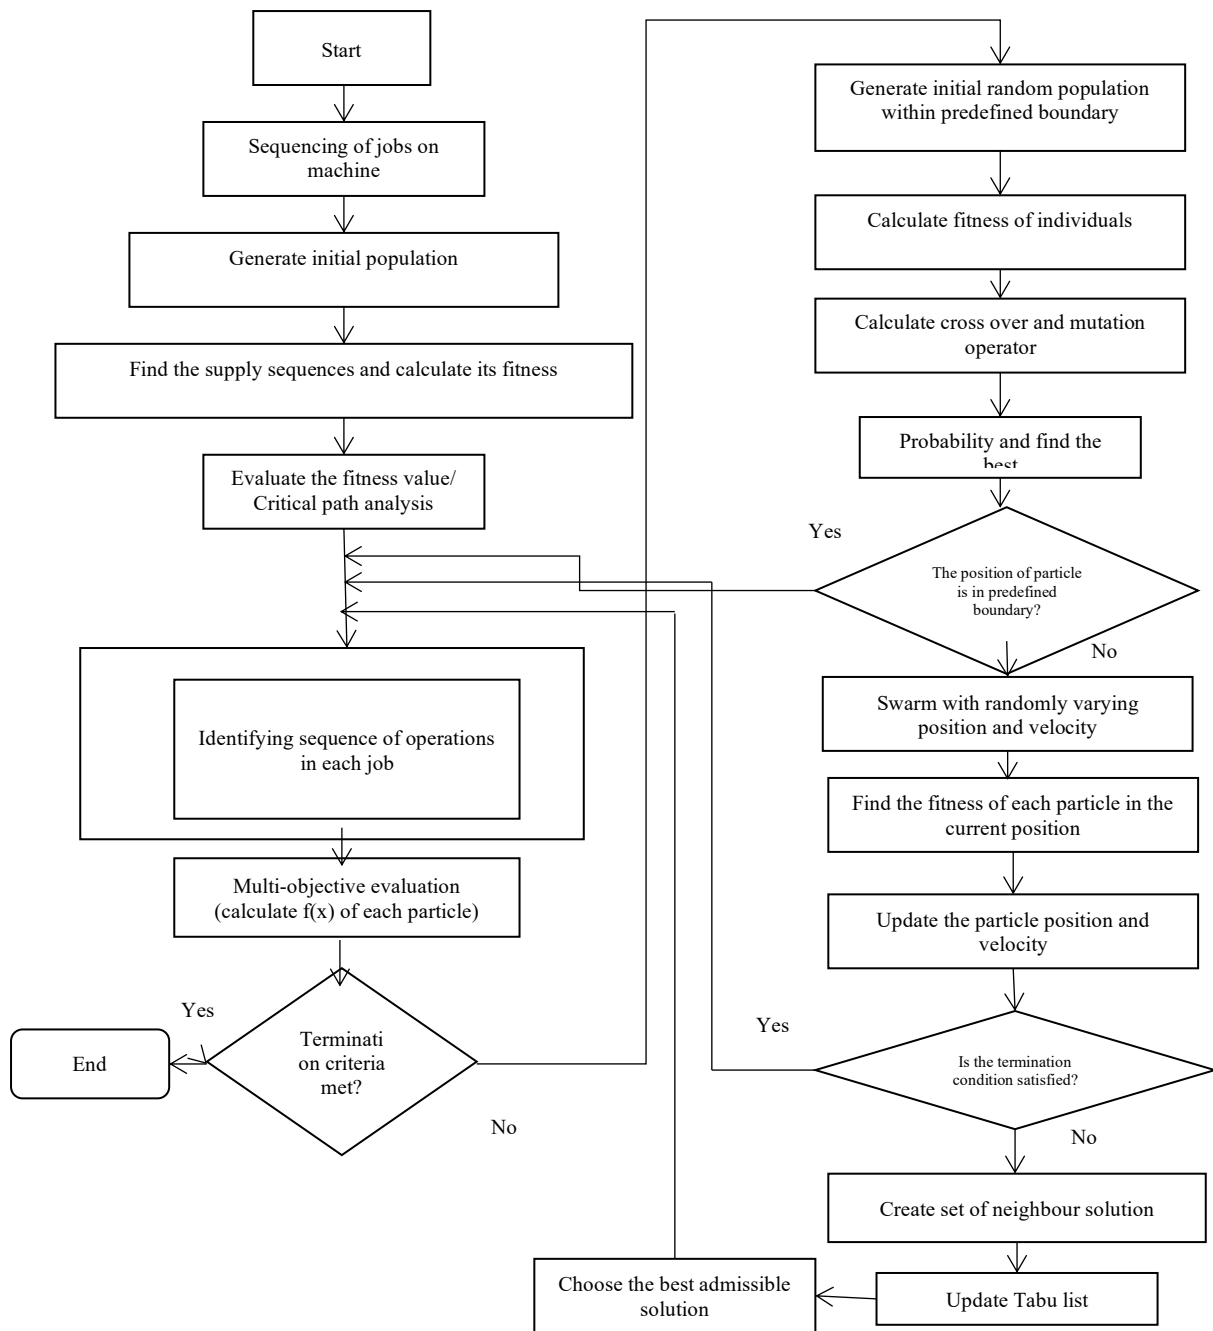 Start
Sequencing of jobs on
machine
Generate initial population
Find the supply sequences and calculate its fitness
Evaluate the fitness value/
Critical path analysis
Identifying sequence of operations
in each job
Multi-objective evaluation
(calculate f(x) of each particle)
Yes
End
Terminati
on criteria
met?
No
Generate initial random population
within predefined boundary
Calculate fitness of individuals
Calculate cross over and mutation
operator
Probability and find the
best
Yes
The position of particle
is in predefined
boundary?
No
Swarm with randomly varying
position and velocity
Find the fitness of each particle in the
current position
Update the particle position and
velocity
Yes
Is the termination
condition satisfied?
No
Create set of neighbour solution
Update Tabu list
Choose the best admissible
solution